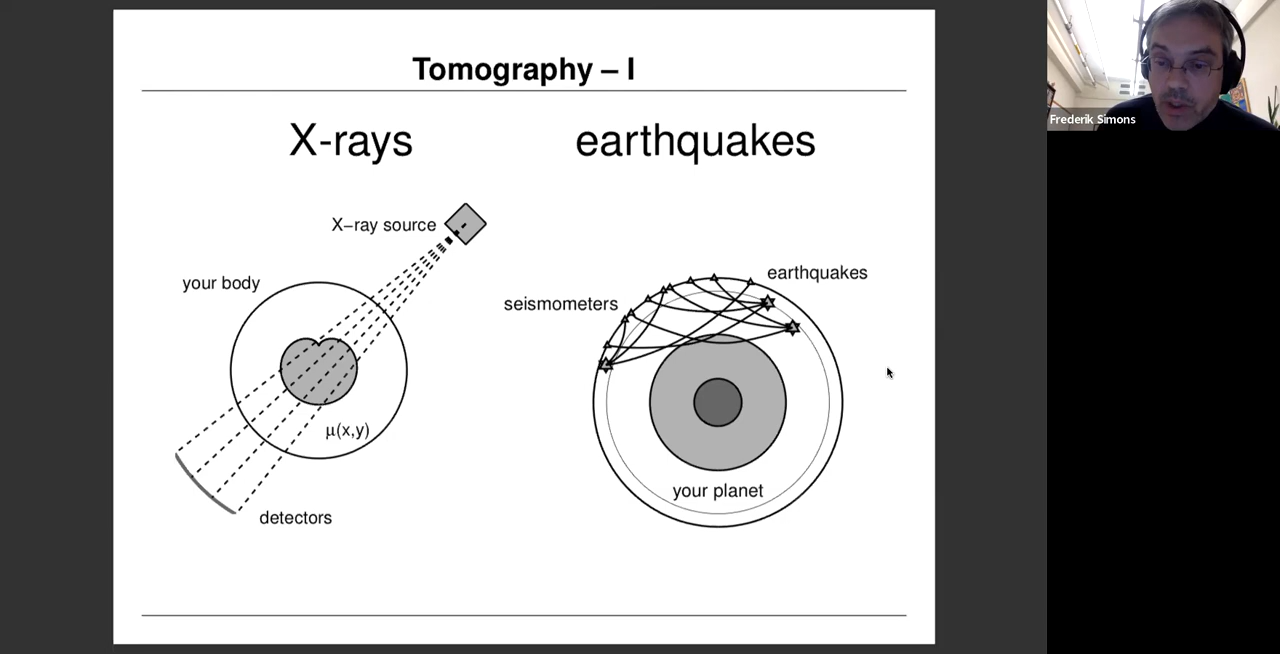 Tomography – I
X-rays
earthquakes
X–ray source
your body
μ(x,y)
detectors
earthquakes
seismometers
your planet
Frederik Simons